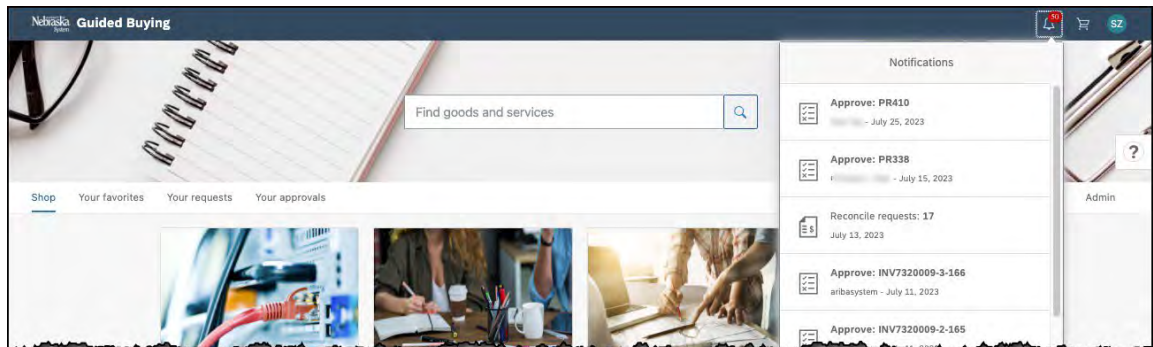 Nebraska
System
Guided Buying
50
SZ
Notifications
Find goods and services
Approve: PR410
- July 25, 2023
Approve: PR338
- July 15, 2023
?
Shop Your favorites Your requests Your approvals Admin
Reconcile requests: 17
July 13, 2023
Approve: INV7320009-3-166
aribasystem - July 11, 2023
Approve: INV7320009-2-165